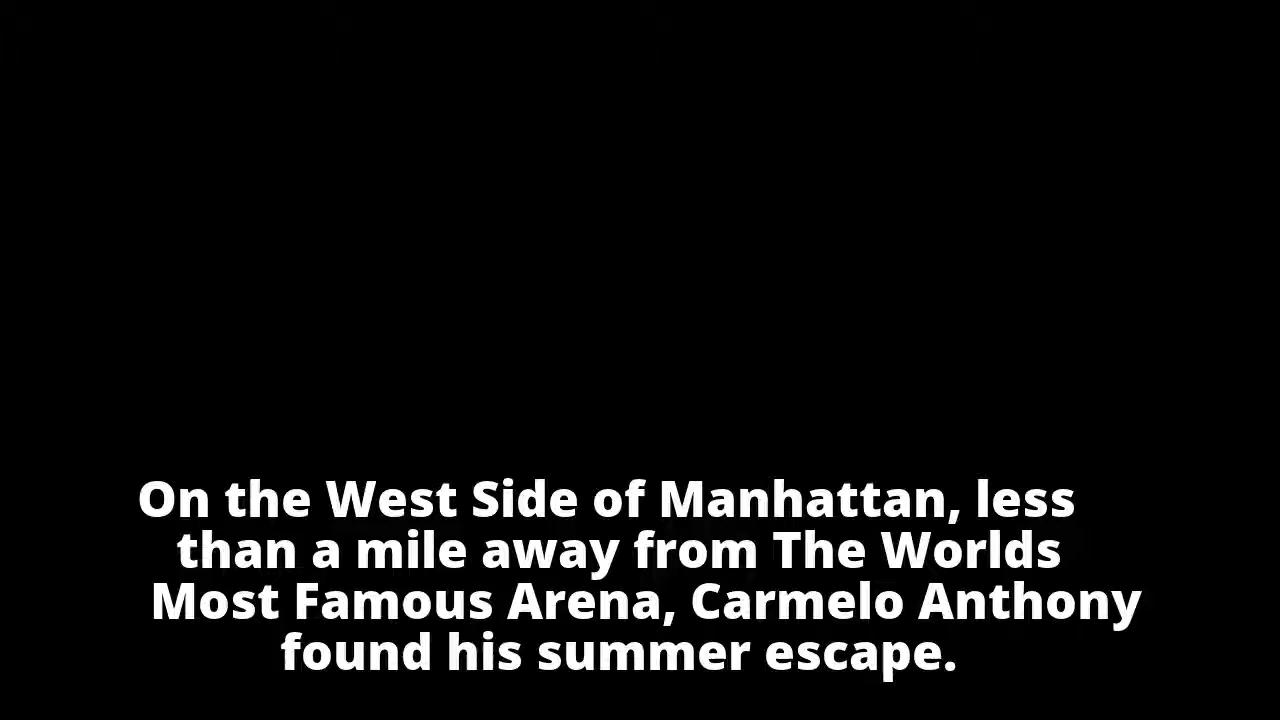 On the West Side of Manhattan, less
than a mile away from The Worlds
Most Famous Arena, Carmelo Anthony
found his summer escape.